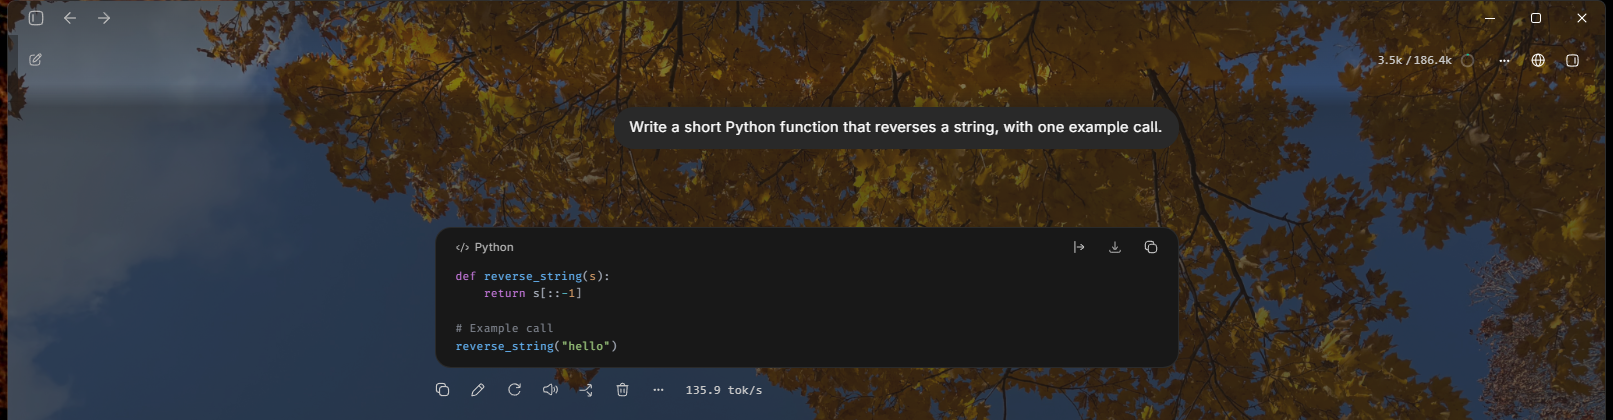 3.5k / 186.4k
Write a short Python function that reverses a string, with one example call.
</> Python
def reverse_string(s):
    return s[::-1]

# Example call
reverse_string("hello")
135.9 tok/s